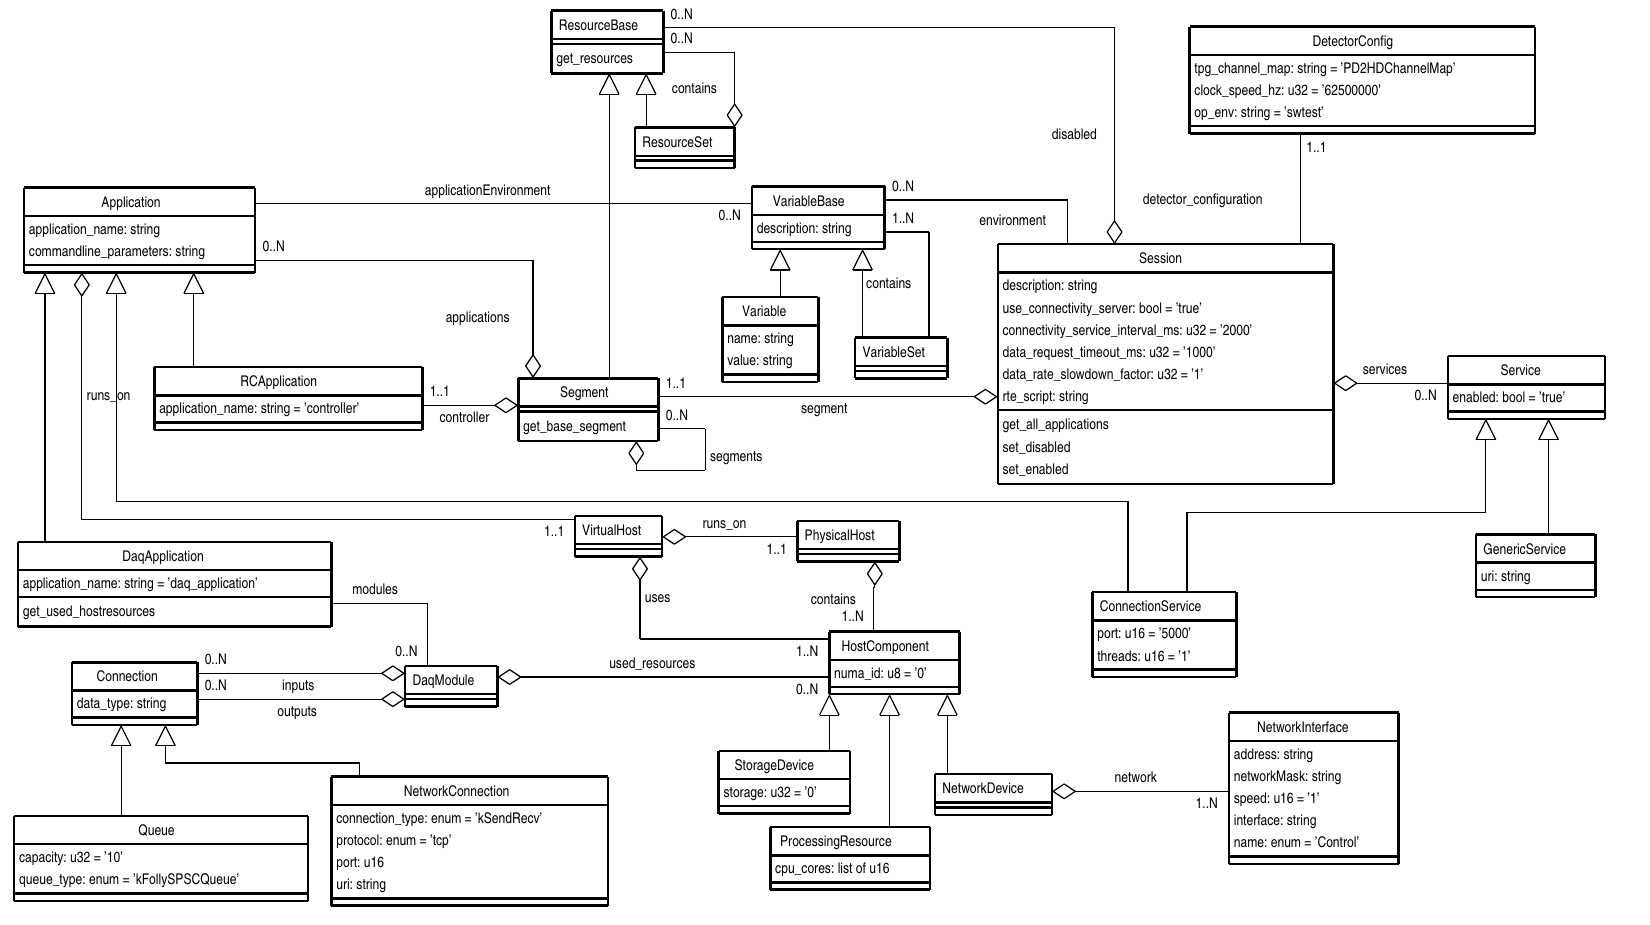 ResourceBase
get_resources
0..N
0..N
contains
ResourceSet
disabled
DetectorConfig
tpg_channel_map: string = 'PD2HDChannelMap'
clock_speed_hz: u32 = '62500000'
op_env: string = 'swtest'
1..1
detector_configuration
Application
application_name: string
commandline_parameters: string
applicationEnvironment
0..N
0..N
VariableBase
description: string
0..N
1..N
environment
contains
Variable
name: string
value: string
VariableSet
Session
description: string
use_connectivity_server: bool = 'true'
connectivity_service_interval_ms: u32 = '2000'
data_request_timeout_ms: u32 = '1000'
data_rate_slowdown_factor: u32 = '1'
rte_script: string
get_all_applications
set_disabled
set_enabled
services
0..N
Service
enabled: bool = 'true'
applications
runs_on
RCApplication
application_name: string = 'controller'
1..1
controller
Segment
get_base_segment
1..1
segment
0..N
segments
1..1
VirtualHost
runs_on
1..1
PhysicalHost
GenericService
uri: string
DaqApplication
application_name: string = 'daq_application'
get_used_hostresources
modules
0..N
uses
contains
1..N
1..N
HostComponent
numa_id: u8 = '0'
ConnectionService
port: u16 = '5000'
threads: u16 = '1'
Connection
data_type: string
0..N
inputs
0..N
outputs
DaqModule
used_resources
0..N
StorageDevice
storage: u32 = '0'
NetworkDevice
network
1..N
NetworkInterface
address: string
networkMask: string
speed: u16 = '1'
interface: string
name: enum = 'Control'
Queue
capacity: u32 = '10'
queue_type: enum = 'kFollySPSCQueue'
NetworkConnection
connection_type: enum = 'kSendRecv'
protocol: enum = 'tcp'
port: u16
uri: string
ProcessingResource
cpu_cores: list of u16